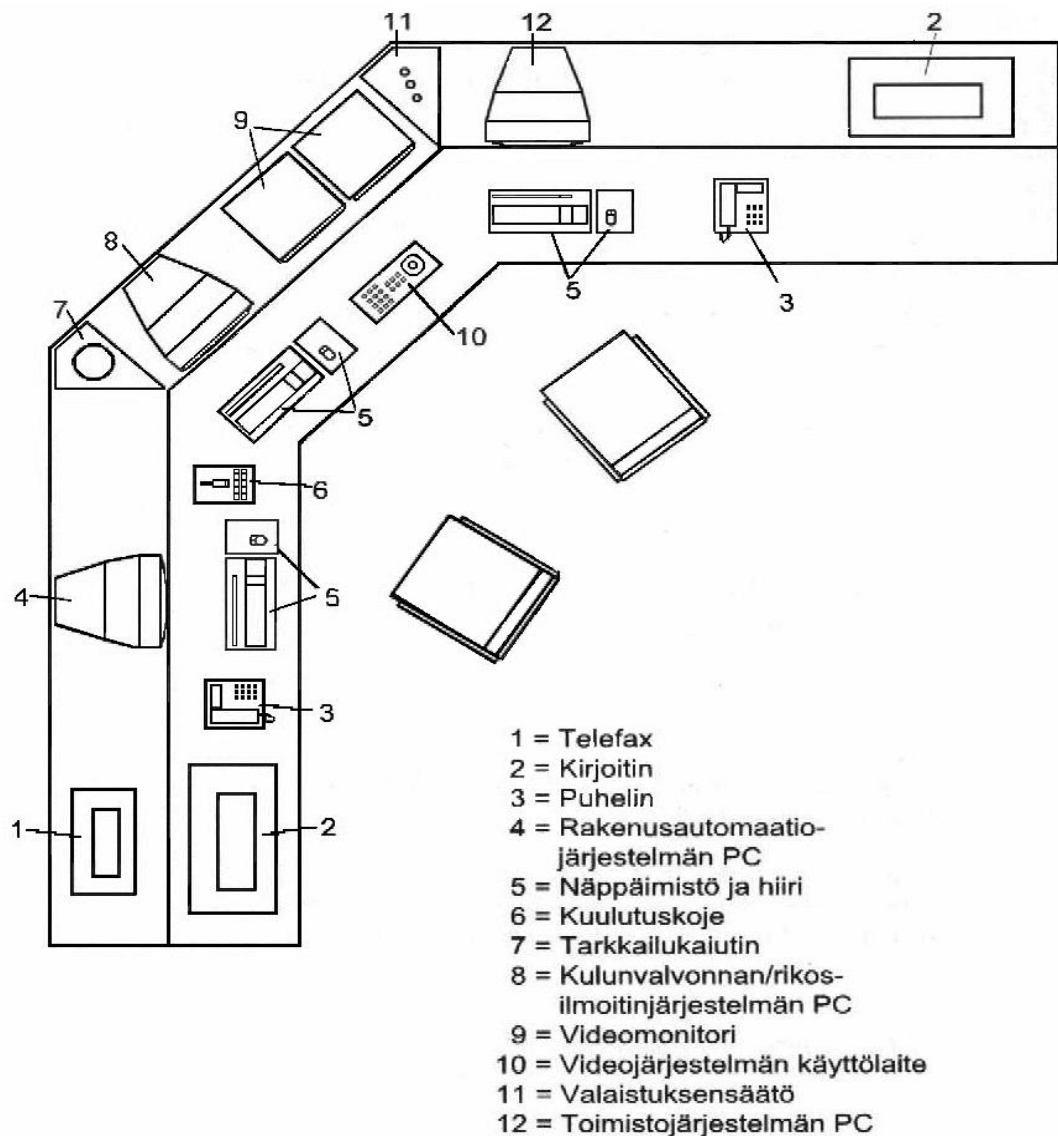 11
12
2
9
8
7
5
3
10
5
6
4
5
3
1
2
1 = Telefax
2 = Kirjoitin
3 = Puhelin
4 = Rakenusautomaatio-
järjestelmän PC
5 = Näppäimistö ja hiiri
6 = Kuulutuskoje
7 = Tarkkailukaiutin
8 = Kulunvalvonnan/rikos-
ilmoitinjärjestelmän PC
9 = Videomonitori
10 = Videojärjestelmän käyttölaite
11 = Valaistuksensäätö
12 = Toimistojärjestelmän PC